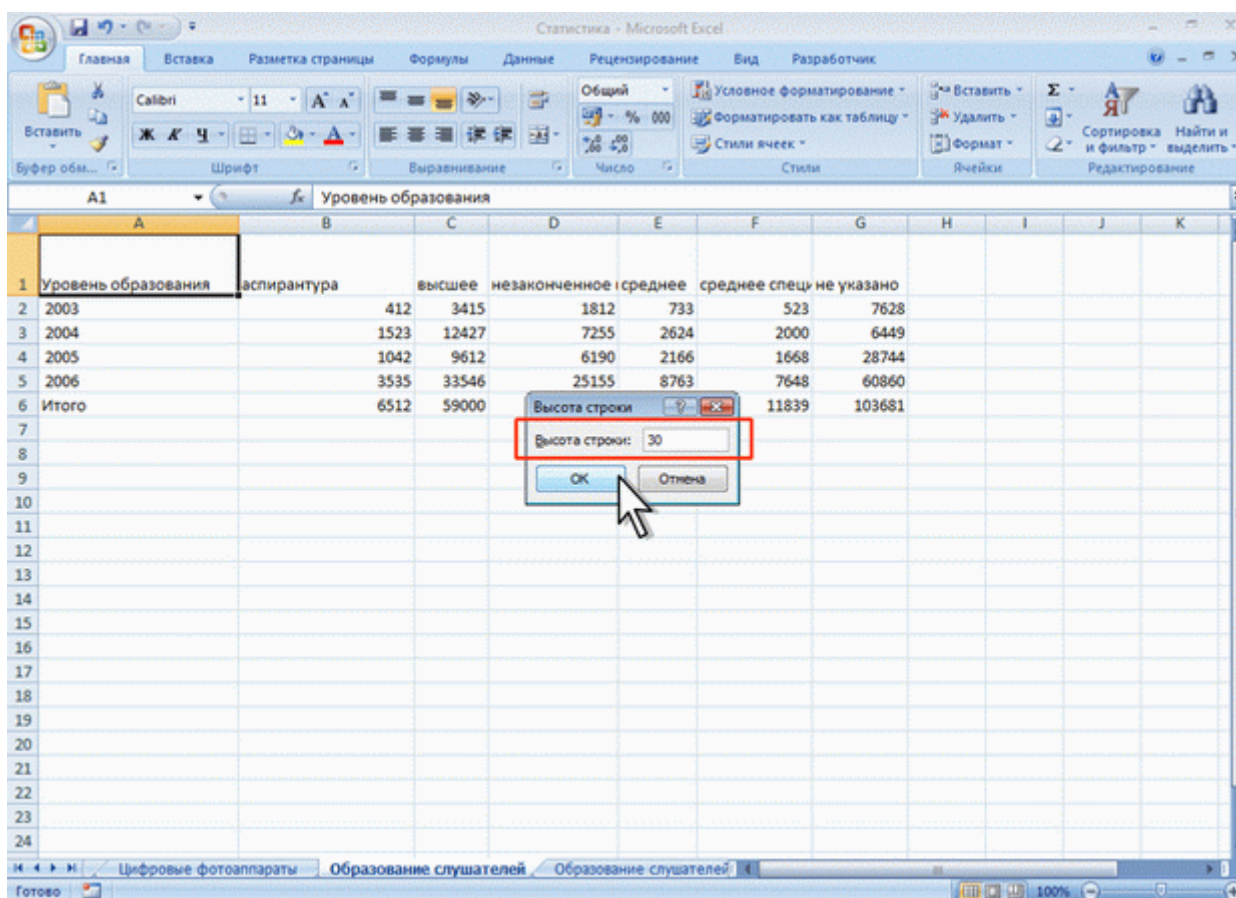 Статистика - Microsoft Excel
Главная Вставка Разметка страницы Формулы Данные Рецензирование Вид Разработчик
Calibri 11 Общий Условное форматирование Вставить Σ
Вставить Ж К Ч % 000 Форматировать как таблицу Удалить Сортировка и фильтр Найти и выделить
Стили ячеек Формат
Буфер обм... Шрифт Выравнивание Число Стили Ячейки Редактирование
A1 fx Уровень образования
A B C D E F G H I J K
1 Уровень образования аспирантура высшее незаконченное среднее среднее специ не указано
2 2003 412 3415 1812 733 523 7628
3 2004 1523 12427 7255 2624 2000 6449
4 2005 1042 9612 6190 2166 1668 28744
5 2006 3535 33546 25155 8763 7648 60860
6 Итого 6512 59000 11839 103681
Высота строки
7
Высота строки: 30
8
9
OK Отмена
10
11
12
13
14
15
16
17
18
19
20
21
22
23
24
Цифровые фотоаппараты Образование слушателей Образование слушателей
Готово 100%